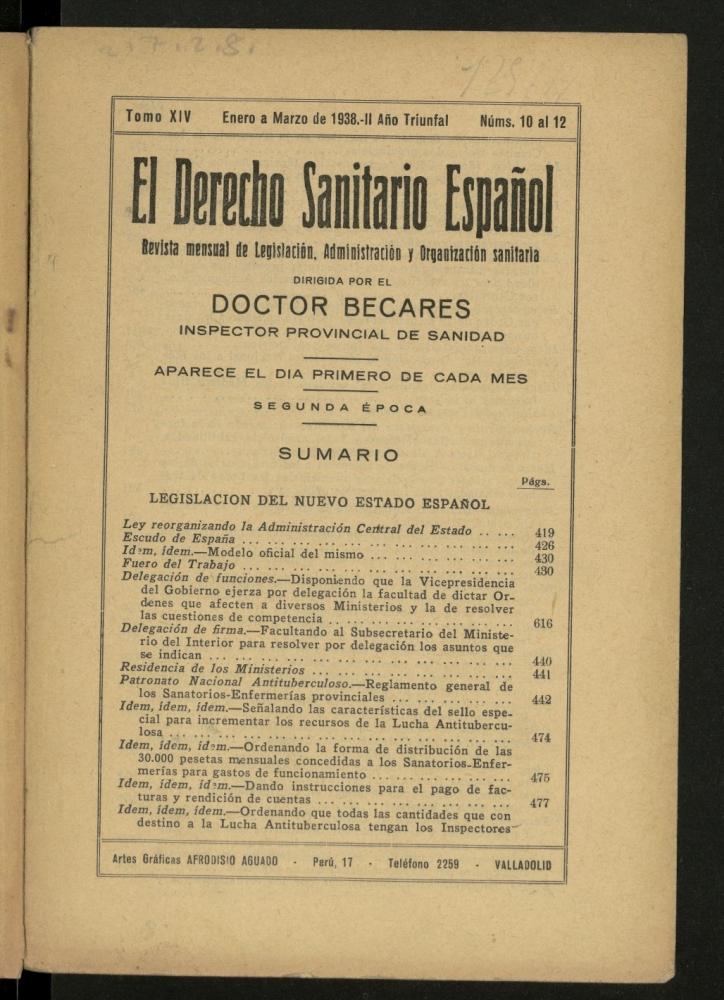 Tomo XIV Enero a Marzo de 1938.-II Año Triunfal Núms. 10 al 12
El Derecho Sanitario Español
Revista mensual de Legislación, Administración y Organización sanitaria
DIRIGIDA POR EL
DOCTOR BECARES
INSPECTOR PROVINCIAL DE SANIDAD
APARECE EL DIA PRIMERO DE CADA MES
SEGUNDA ÉPOCA
SUMARIO
Págs.
LEGISLACION DEL NUEVO ESTADO ESPAÑOL
Ley reorganizando la Administración Central del Estado .. ... 419
Escudo de España ... ... ... ... ... ... ... ... ... ... ... 426
Idem, ídem.—Modelo oficial del mismo ... ... ... ... ... ... 430
Fuero del Trabajo ... ... ... ... ... ... ... ... ... ... ... 430
Delegación de funciones.—Disponiendo que la Vicepresidencia
del Gobierno ejerza por delegación la facultad de dictar Or-
denes que afecten a diversos Ministerios y la de resolver
las cuestiones de competencia ... ... ... ... ... ... ... 616
Delegación de firma.—Facultando al Subsecretario del Ministe-
rio del Interior para resolver por delegación los asuntos que
se indican ... ... ... ... ... ... ... ... ... ... ... ... 440
Residencia de los Ministerios ... ... ... ... ... ... ... ... 441
Patronato Nacional Antituberculoso.—Reglamento general de
los Sanatorios-Enfermerías provinciales ... ... ... ... ... 442
Idem, idem, ídem.—Señalando las características del sello espe-
cial para incrementar los recursos de la Lucha Antitubercu-
losa ... ... ... ... ... ... ... ... ... ... ... ... ... 474
Idem, idem, idem.—Ordenando la forma de distribución de las
30.000 pesetas mensuales concedidas a los Sanatorios-Enfer-
merías para gastos de funcionamiento ... ... ... ... ... 475
Idem, ídem, idem.—Dando instrucciones para el pago de fac-
turas y rendición de cuentas ... ... ... ... ... ... ... 477
Idem, ídem, ídem.—Ordenando que todas las cantidades que con
destino a la Lucha Antituberculosa tengan los Inspectores
Artes Gráficas AFRODISIO AGUADO - Perú, 17 - Teléfono 2259 - VALLADOLID